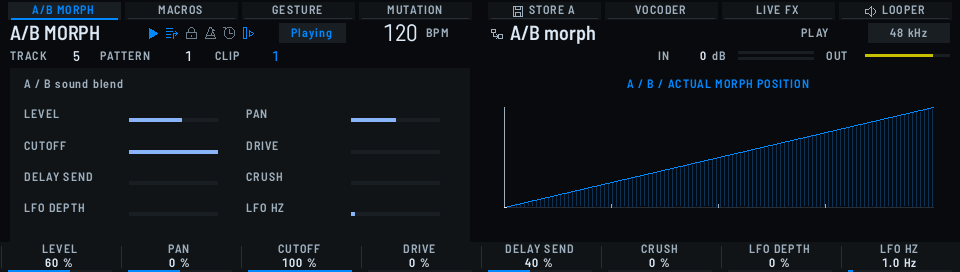 A/B MORPH MACROS GESTURE MUTATION STORE A VOCODER LIVE FX LOOPER
A/B MORPH Playing 120 BPM A/B morph PLAY 48 kHz
TRACK 5 PATTERN 1 CLIP 1 IN 0 dB OUT
A / B sound blend
A / B / ACTUAL MORPH POSITION
LEVEL PAN
CUTOFF DRIVE
DELAY SEND CRUSH
LFO DEPTH LFO HZ
LEVEL PAN CUTOFF DRIVE DELAY SEND CRUSH LFO DEPTH LFO HZ
60 % 0 % 100 % 0 % 40 % 0 % 0 % 1.0 Hz